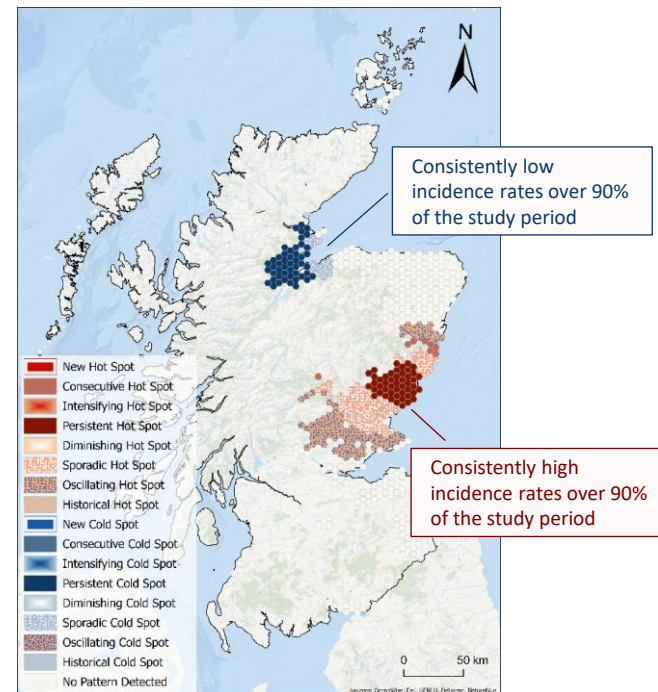 N
Consistently low
incidence rates over 90%
of the study period
New Hot Spot
Consecutive Hot Spot
Intensifying Hot Spot
Persistent Hot Spot
Diminishing Hot Spot
Sporadic Hot Spot
Oscillating Hot Spot
Historical Hot Spot
New Cold Spot
Consecutive Cold Spot
Intensifying Cold Spot
Persistent Cold Spot
Diminishing Cold Spot
Sporadic Cold Spot
Oscillating Cold Spot
Historical Cold Spot
No Pattern Detected
Consistently high
incidence rates over 90%
of the study period
0 50 km
Esri, GEBCO,